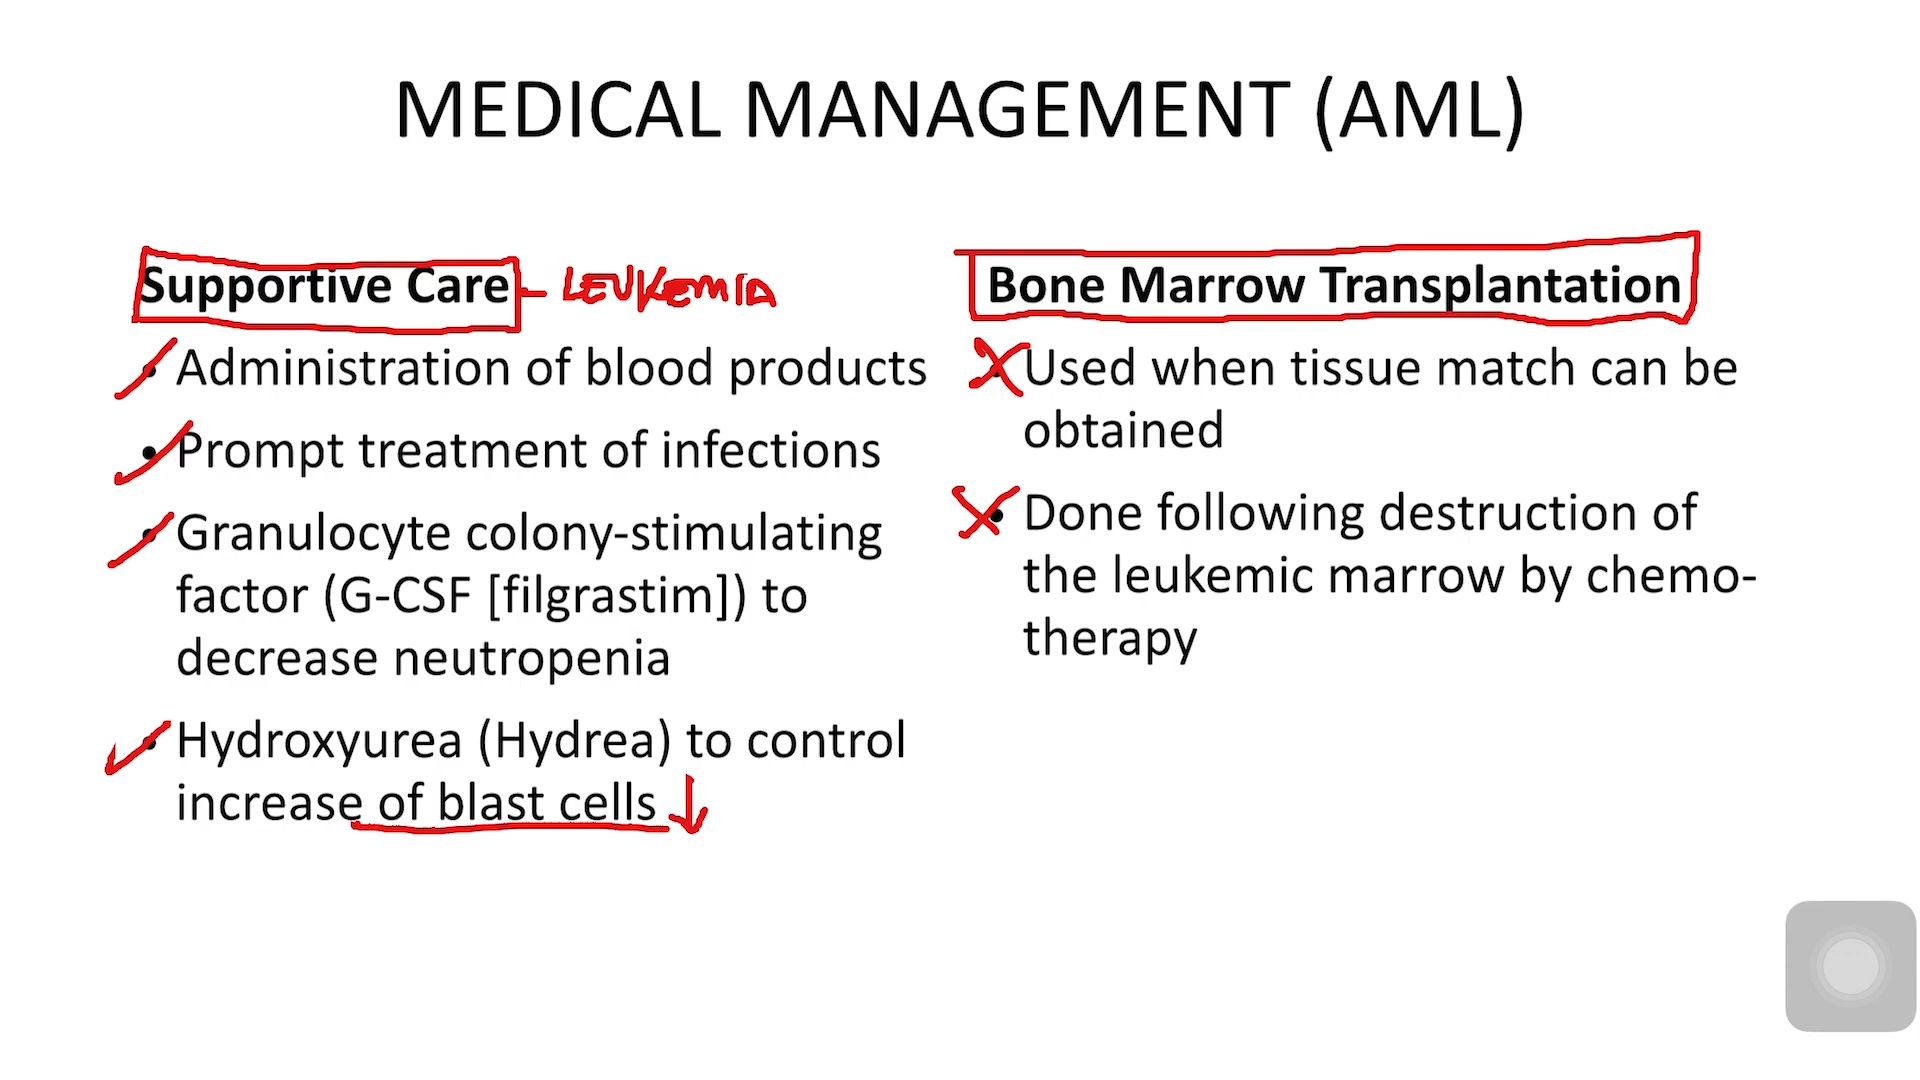 MEDICAL MANAGEMENT (AML)
Supportive Care - LEUKEMIA
• Administration of blood products
• Prompt treatment of infections
• Granulocyte colony-stimulating
factor (G-CSF [filgrastim]) to
decrease neutropenia
• Hydroxyurea (Hydrea) to control
increase of blast cells ↓
Bone Marrow Transplantation
• Used when tissue match can be
obtained
• Done following destruction of
the leukemic marrow by chemo-
therapy